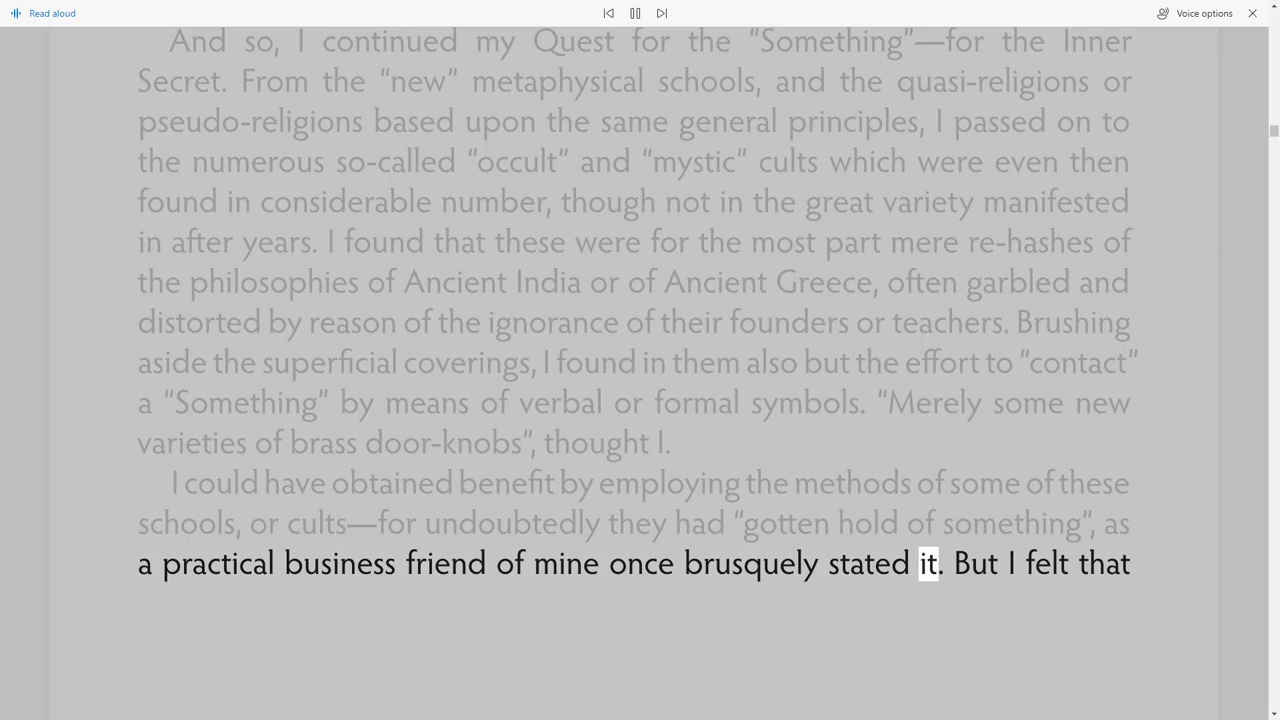 Read aloud
Voice options
And so, I continued my Quest for the “Something”—for the Inner
Secret. From the “new” metaphysical schools, and the quasi-religions or
pseudo-religions based upon the same general principles, I passed on to
the numerous so-called “occult” and “mystic” cults which were even then
found in considerable number, though not in the great variety manifested
in after years. I found that these were for the most part mere re-hashes of
the philosophies of Ancient India or of Ancient Greece, often garbled and
distorted by reason of the ignorance of their founders or teachers. Brushing
aside the superficial coverings, I found in them also but the effort to “contact”
a “Something” by means of verbal or formal symbols. “Merely some new
varieties of brass door-knobs”, thought I.
I could have obtained benefit by employing the methods of some of these
schools, or cults—for undoubtedly they had “gotten hold of something”, as
a practical business friend of mine once brusquely stated it. But I felt that